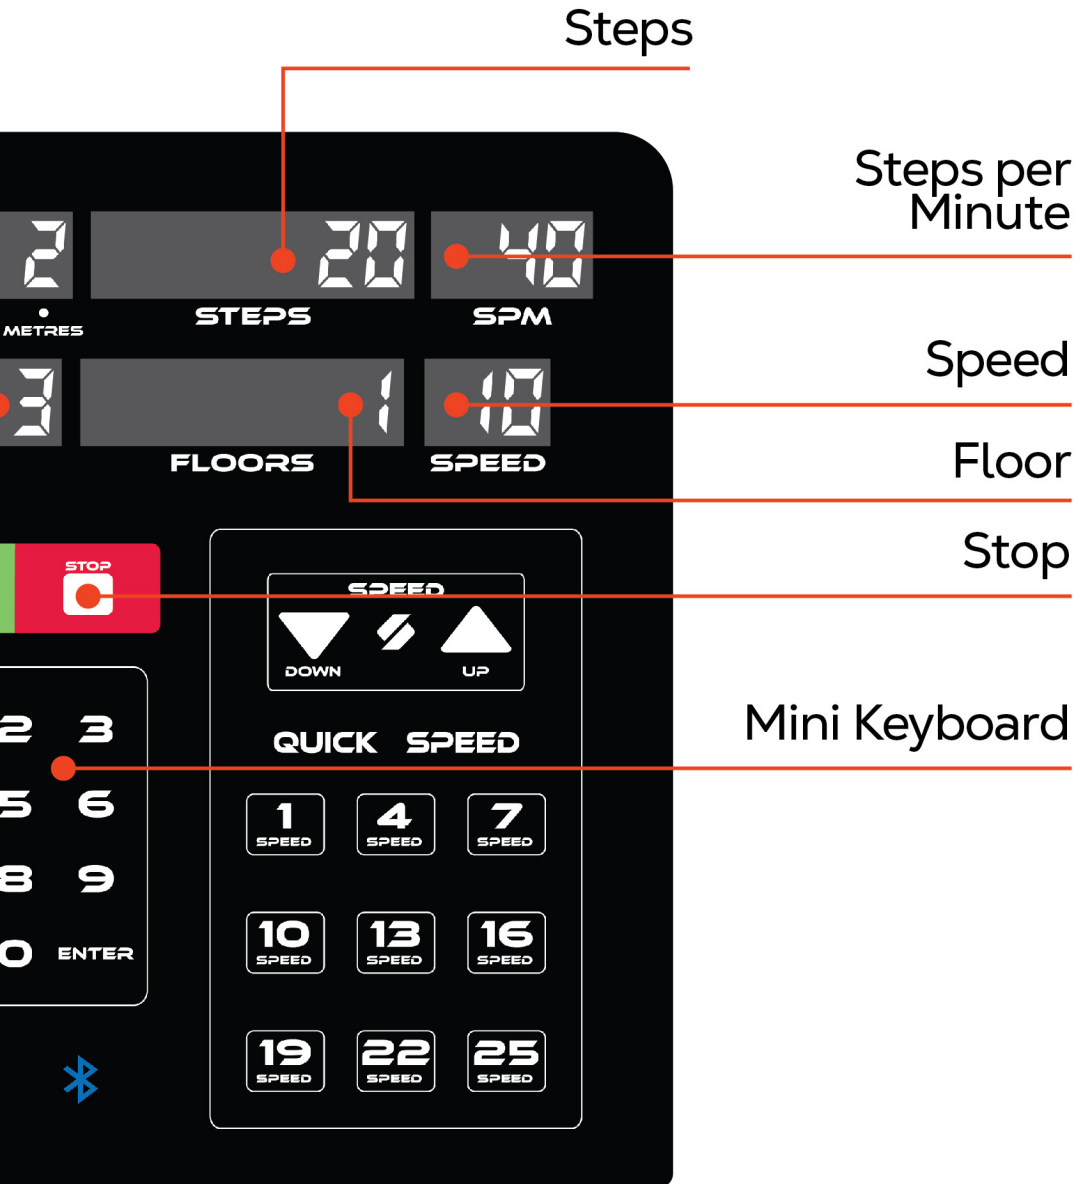 Steps
Steps per
Minute
2 20 40
METRES STEPS SPM
Speed
3 1 10
FLOORS SPEED
Floor
Stop
STOP
SPEED
DOWN UP
Mini Keyboard
2 3
QUICK SPEED
5 6
1 4 7
SPEED SPEED SPEED
8 9
10 13 16
0 ENTER
SPEED SPEED SPEED
19 22 25
SPEED SPEED SPEED